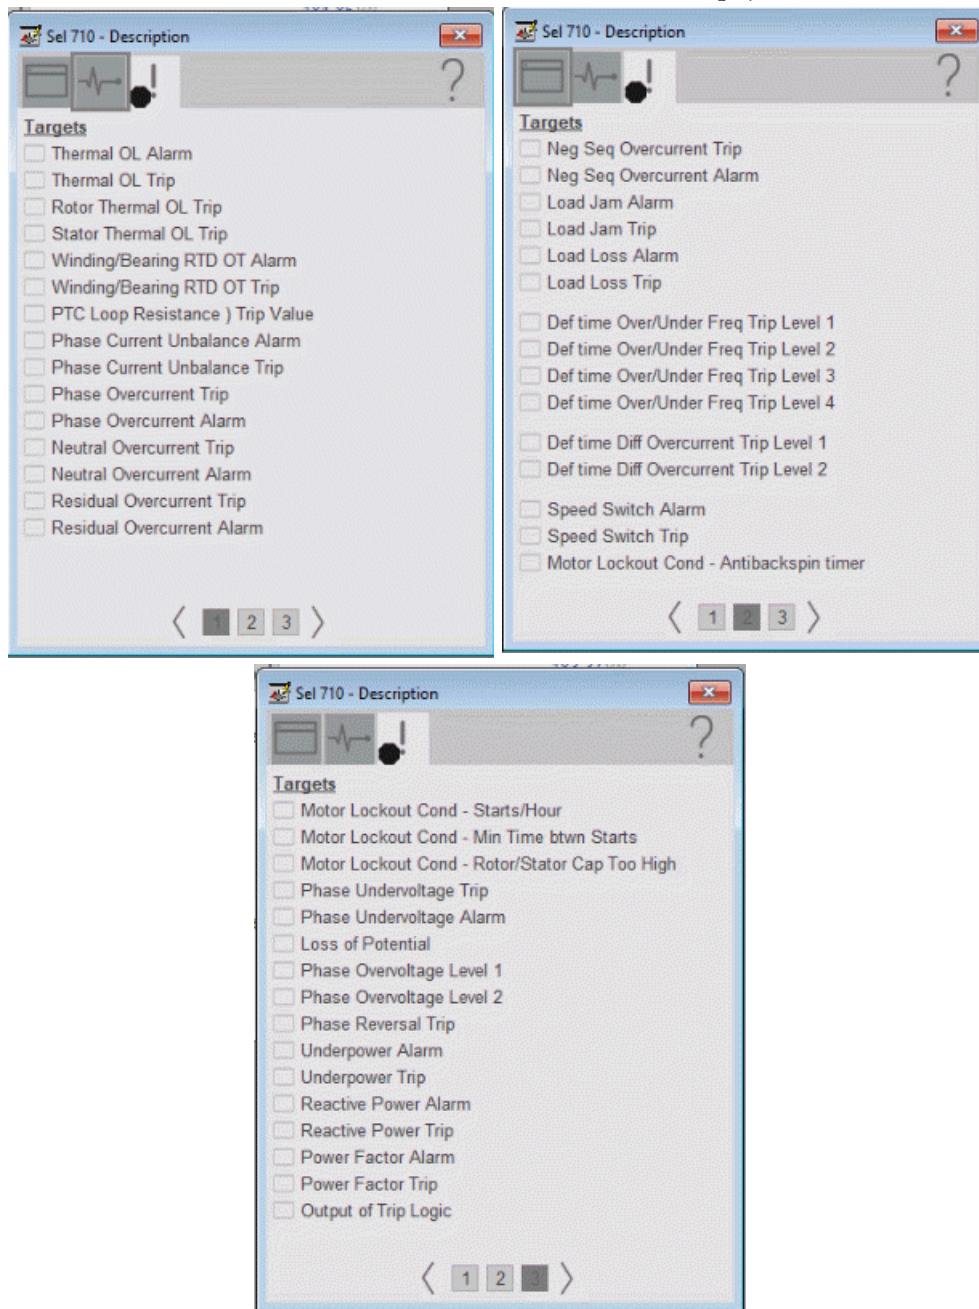 Sel 710 - Description
?
Targets
Thermal OL Alarm
Thermal OL Trip
Rotor Thermal OL Trip
Stator Thermal OL Trip
Winding/Bearing RTD OT Alarm
Winding/Bearing RTD OT Trip
PTC Loop Resistance ) Trip Value
Phase Current Unbalance Alarm
Phase Current Unbalance Trip
Phase Overcurrent Trip
Phase Overcurrent Alarm
Neutral Overcurrent Trip
Neutral Overcurrent Alarm
Residual Overcurrent Trip
Residual Overcurrent Alarm
1 2 3
Sel 710 - Description
?
Targets
Neg Seq Overcurrent Trip
Neg Seq Overcurrent Alarm
Load Jam Alarm
Load Jam Trip
Load Loss Alarm
Load Loss Trip
Def time Over/Under Freq Trip Level 1
Def time Over/Under Freq Trip Level 2
Def time Over/Under Freq Trip Level 3
Def time Over/Under Freq Trip Level 4
Def time Diff Overcurrent Trip Level 1
Def time Diff Overcurrent Trip Level 2
Speed Switch Alarm
Speed Switch Trip
Motor Lockout Cond - Antibackspin timer
1 2 3
Sel 710 - Description
?
Targets
Motor Lockout Cond - Starts/Hour
Motor Lockout Cond - Min Time btwn Starts
Motor Lockout Cond - Rotor/Stator Cap Too High
Phase Undervoltage Trip
Phase Undervoltage Alarm
Loss of Potential
Phase Overvoltage Level 1
Phase Overvoltage Level 2
Phase Reversal Trip
Underpower Alarm
Underpower Trip
Reactive Power Alarm
Reactive Power Trip
Power Factor Alarm
Power Factor Trip
Output of Trip Logic
1 2 3